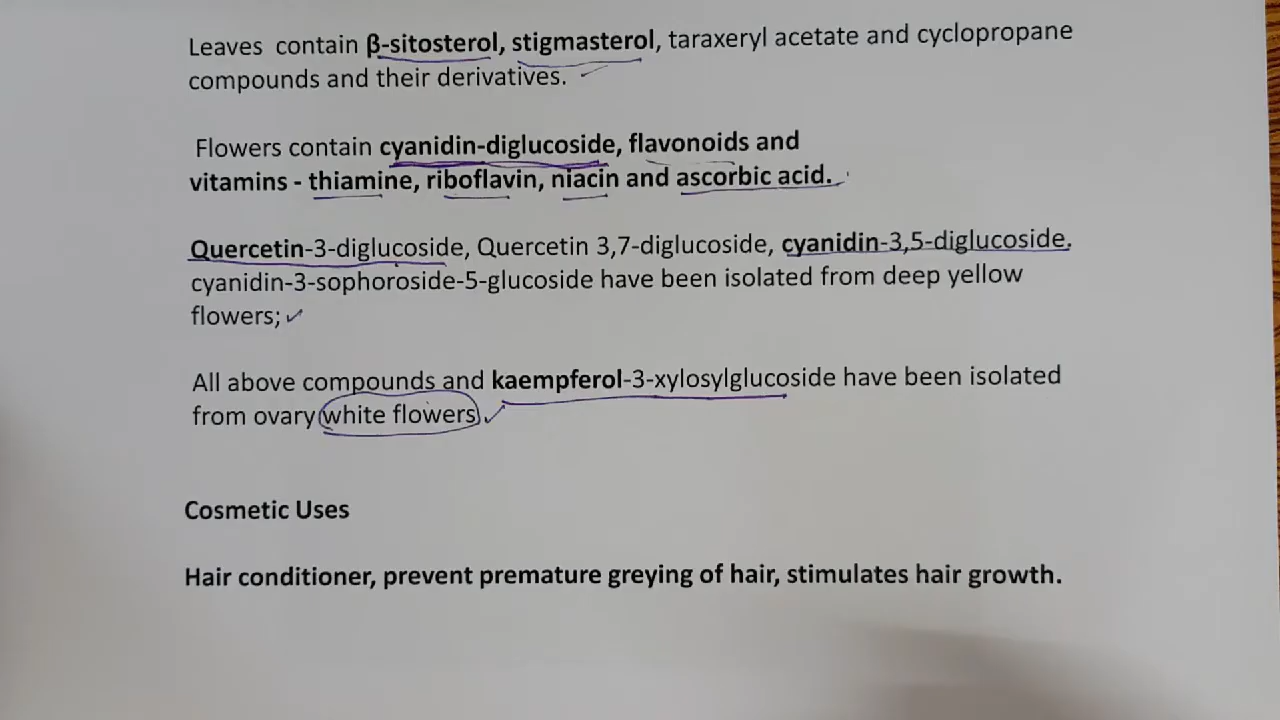 Leaves contain β-sitosterol, stigmasterol, taraxeryl acetate and cyclopropane
compounds and their derivatives.
Flowers contain cyanidin-diglucoside, flavonoids and
vitamins - thiamine, riboflavin, niacin and ascorbic acid.
Quercetin-3-diglucoside, Quercetin 3,7-diglucoside, cyanidin-3,5-diglucoside,
cyanidin-3-sophoroside-5-glucoside have been isolated from deep yellow
flowers;
All above compounds and kaempferol-3-xylosylglucoside have been isolated
from ovary white flowers
Cosmetic Uses
Hair conditioner, prevent premature greying of hair, stimulates hair growth.